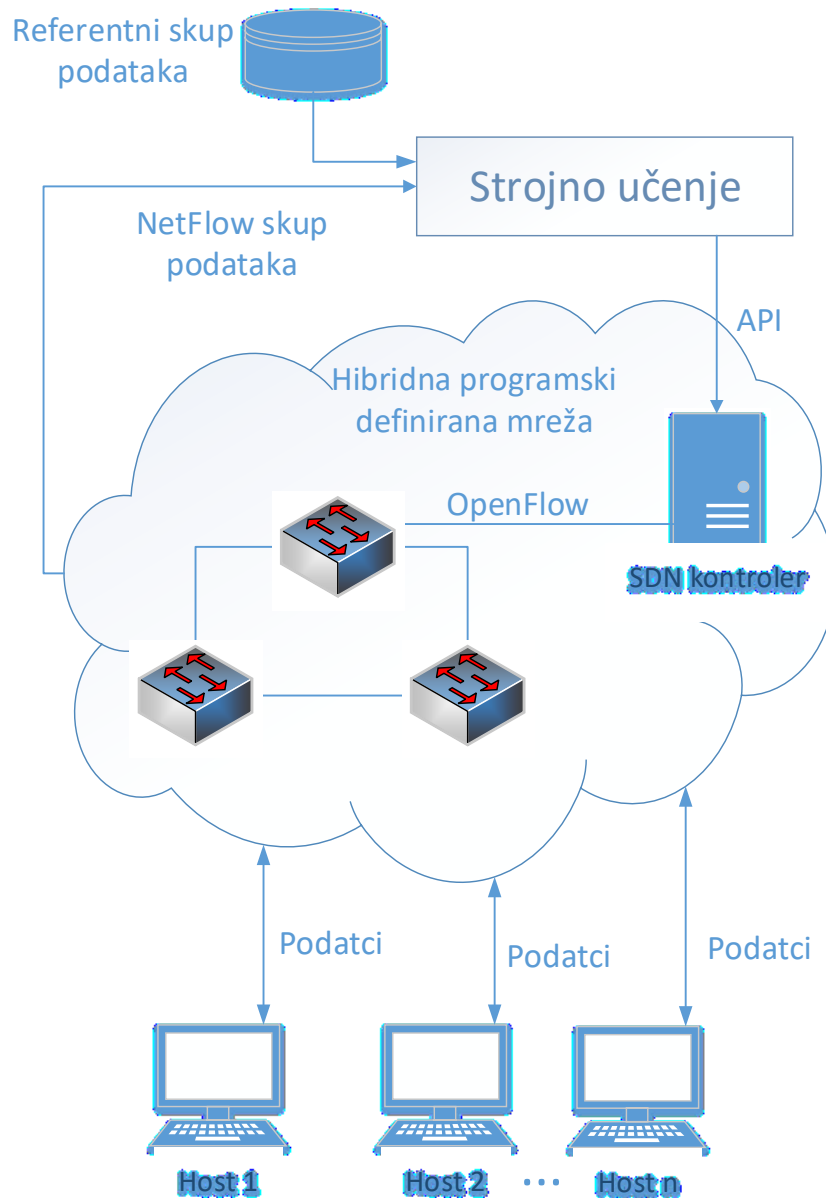 Referentni skup
podataka
Strojno učenje
NetFlow skup
podataka
API
Hibridna programski
definirana mreža
OpenFlow
SDN kontroler
Podatci
Podatci
Podatci
Host 1
Host 2
...
Host n